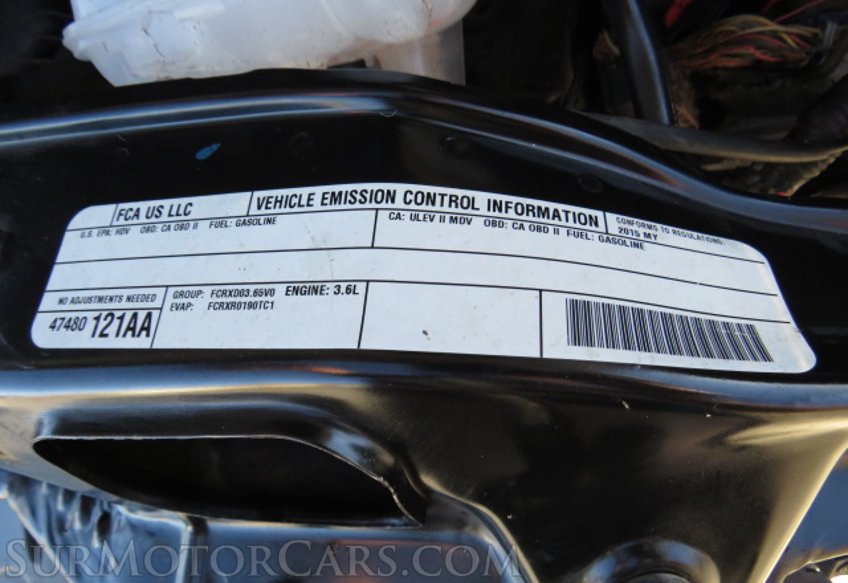 FCA US LLC
VEHICLE EMISSION CONTROL INFORMATION
CONFORMS TO REGULATIONS:
2015 MY
U.S. EPA: HDV OBD: CA OBD II FUEL: GASOLINE
CA: ULEV II MDV OBD: CA OBD II FUEL: GASOLINE
NO ADJUSTMENTS NEEDED
47480 121AA
GROUP: FCRXD03.65V0 ENGINE: 3.6L
EVAP: FCRXR0190TC1
SurMotorCars.com